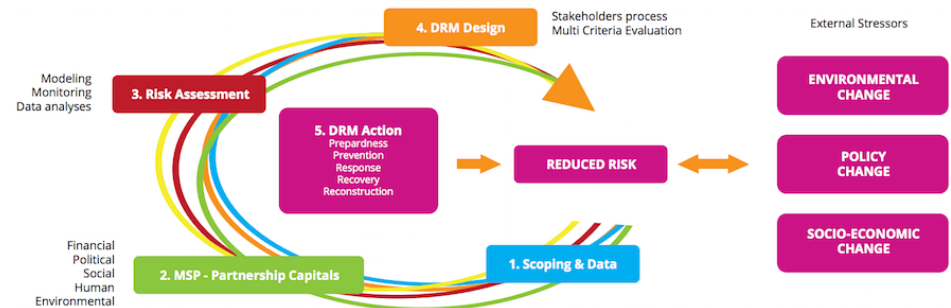 4. DRM Design
Stakeholders process
Multi Criteria Evaluation
External Stressors
Modeling
Monitoring
Data analyses
3. Risk Assessment
ENVIRONMENTAL
CHANGE
5. DRM Action
Prepardness
Prevention
Response
Recovery
Reconstruction
REDUCED RISK
POLICY
CHANGE
Financial
Political
Social
Human
Environmental
2. MSP - Partnership Capitals
1. Scoping & Data
SOCIO-ECONOMIC
CHANGE